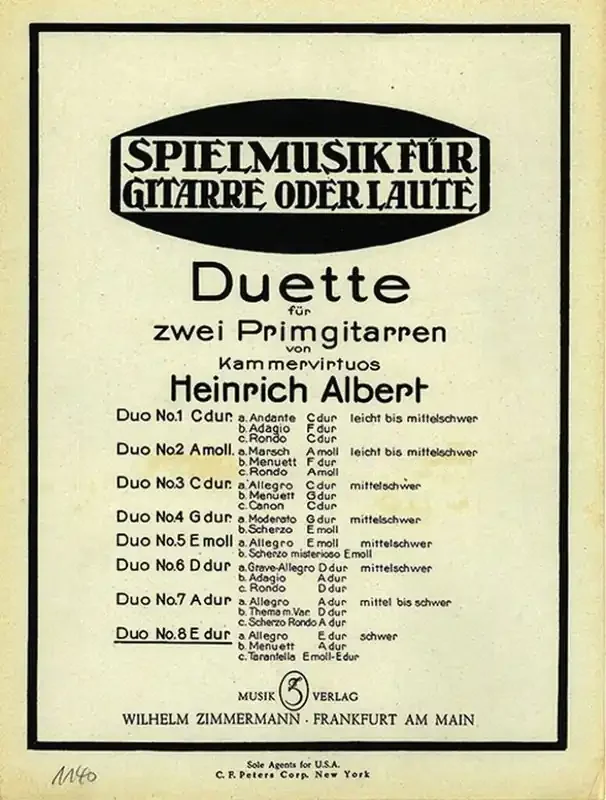 SPIELMUSIK FÜR
GITARRE ODER LAUTE
Duette
für
zwei Primgitarren
von
Kammervirtuos
Heinrich Albert
Duo No.1 C dur. a. Andante C dur leicht bis mittelschwer
b. Adagio F dur
c. Rondo C dur
Duo No2 A moll. a. Marsch A moll leicht bis mittelschwer
b. Menuett F dur
c. Rondo A moll
Duo No.3 C dur. a. Allegro C dur mittelschwer
b. Menuett G dur
c. Canon C dur
Duo No.4 G dur. a. Moderato G dur mittelschwer
b. Scherzo E moll
Duo No.5 E moll a. Allegro E moll mittelschwer
b. Scherzo misterioso E moll
Duo No.6 D dur a. Grave-Allegro D dur mittelschwer
b. Adagio A dur
c. Rondo D dur
Duo No.7 A dur a. Allegro A dur mittel bis schwer
b. Thema m. Var. D dur
c. Scherzo Rondo A dur
Duo No.8 E dur a. Allegro E dur schwer
b. Menuett A dur
c. Tarantella E moll-E dur
MUSIK Z VERLAG
WILHELM ZIMMERMANN · FRANKFURT AM MAIN
Sole Agents for U.S.A.
C. F. Peters Corp. New York
1140